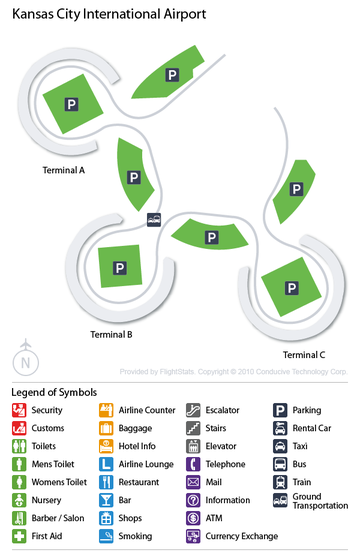 Kansas City International Airport
P
P
Terminal A
P
P
P
P
Terminal B
P
Terminal C
N
Provided by FlightStats. Copyright © 2010 Conducive Technology Corp.
Legend of Symbols
Security
Airline Counter
Escalator
P Parking
Customs
Baggage
Stairs
Rental Car
Toilets
Hotel Info
Elevator
Taxi
Mens Toilet
Airline Lounge
Telephone
Bus
Womens Toilet
Restaurant
Mail
Train
Nursery
Bar
? Information
Ground
Transportation
Barber / Salon
Shops
$ ATM
First Aid
Smoking
Currency Exchange